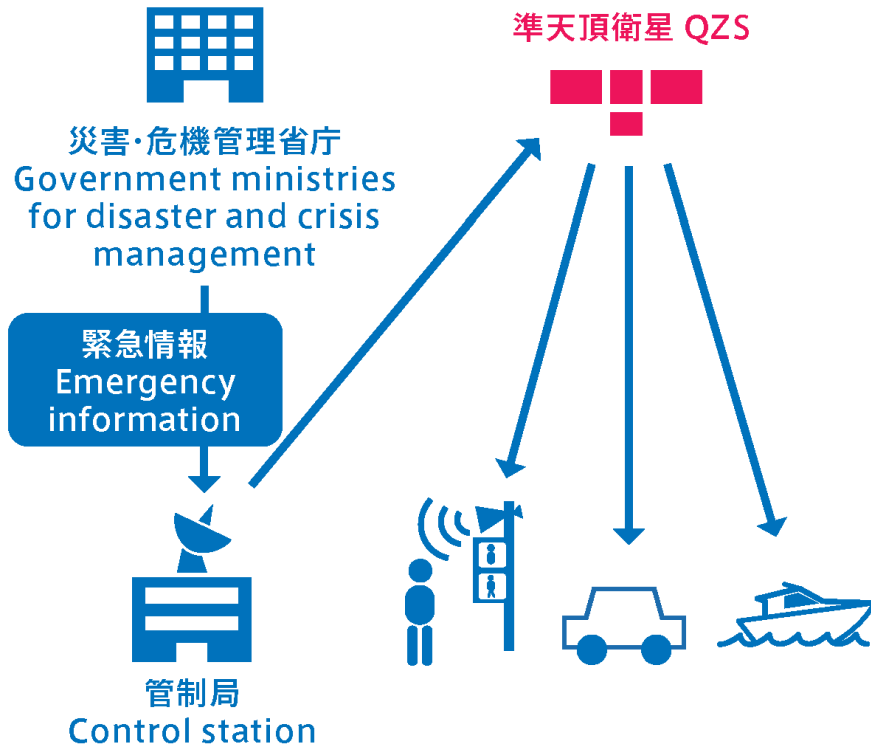 準天頂衛星 QZS
災害・危機管理省庁
Government ministries
for disaster and crisis
management
緊急情報
Emergency
information
管制局
Control station